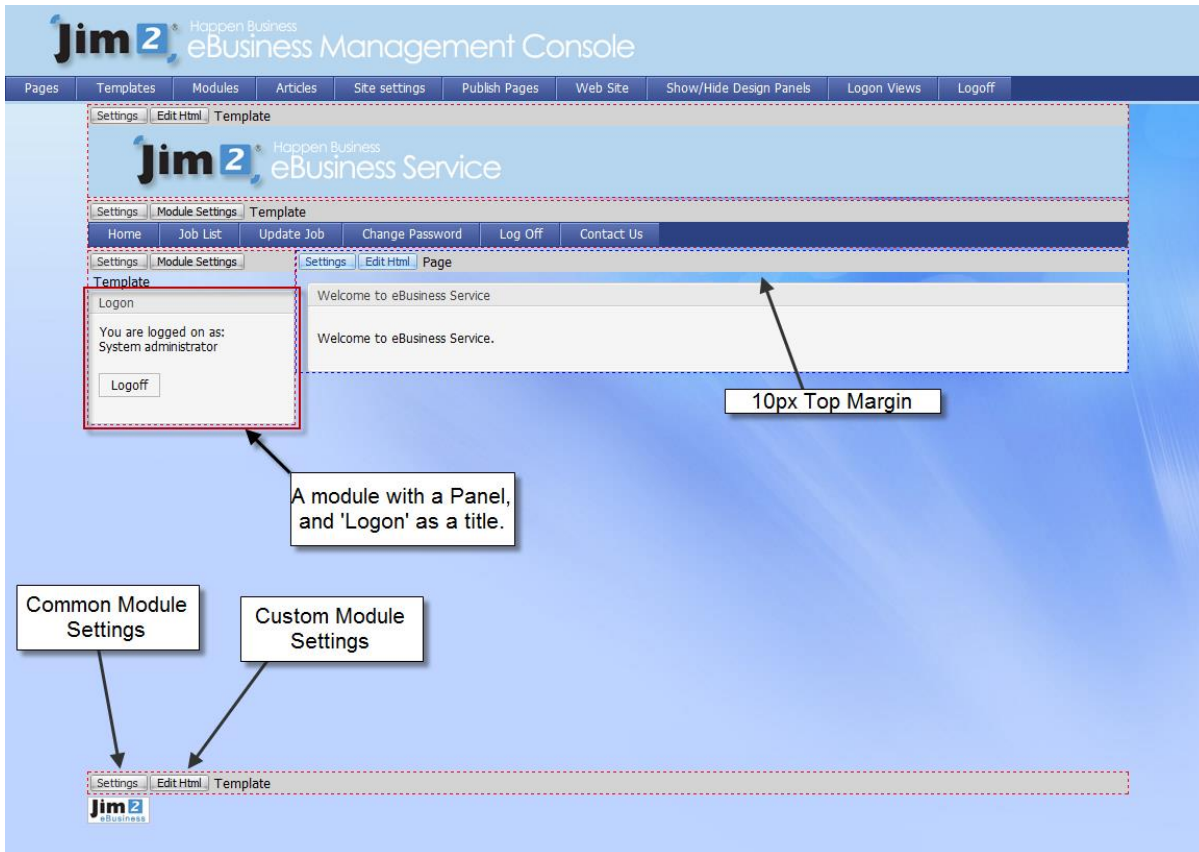 Jim2® Happen Business
eBusiness Management Console
Pages Templates Modules Articles Site settings Publish Pages Web Site Show/Hide Design Panels Logon Views Logoff
Settings Edit Html Template
Jim2® Happen Business
eBusiness Service
Settings Module Settings Template
Home Job List Update Job Change Password Log Off Contact Us
Settings Module Settings
Template
Settings Edit Html Page
Logon
You are logged on as:
System administrator
Logoff
Welcome to eBusiness Service
Welcome to eBusiness Service.
10px Top Margin
A module with a Panel,
and 'Logon' as a title.
Common Module
Settings
Custom Module
Settings
Settings Edit Html Template
Jim2
eBusiness